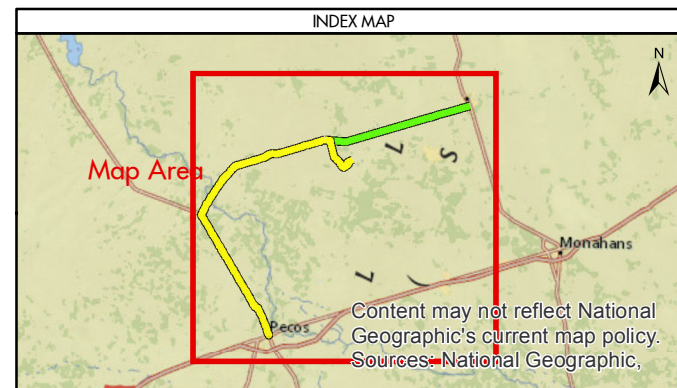 INDEX MAP
N
Map Area
L
S
Monahans
L
(
Pecos
Content may not reflect National
Geographic's current map policy.
Sources: National Geographic,